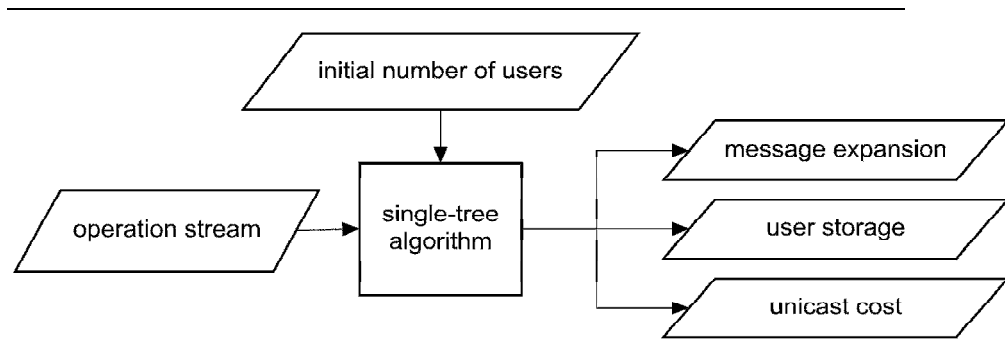 initial number of users
message expansion
operation stream
single-tree
algorithm
user storage
unicast cost